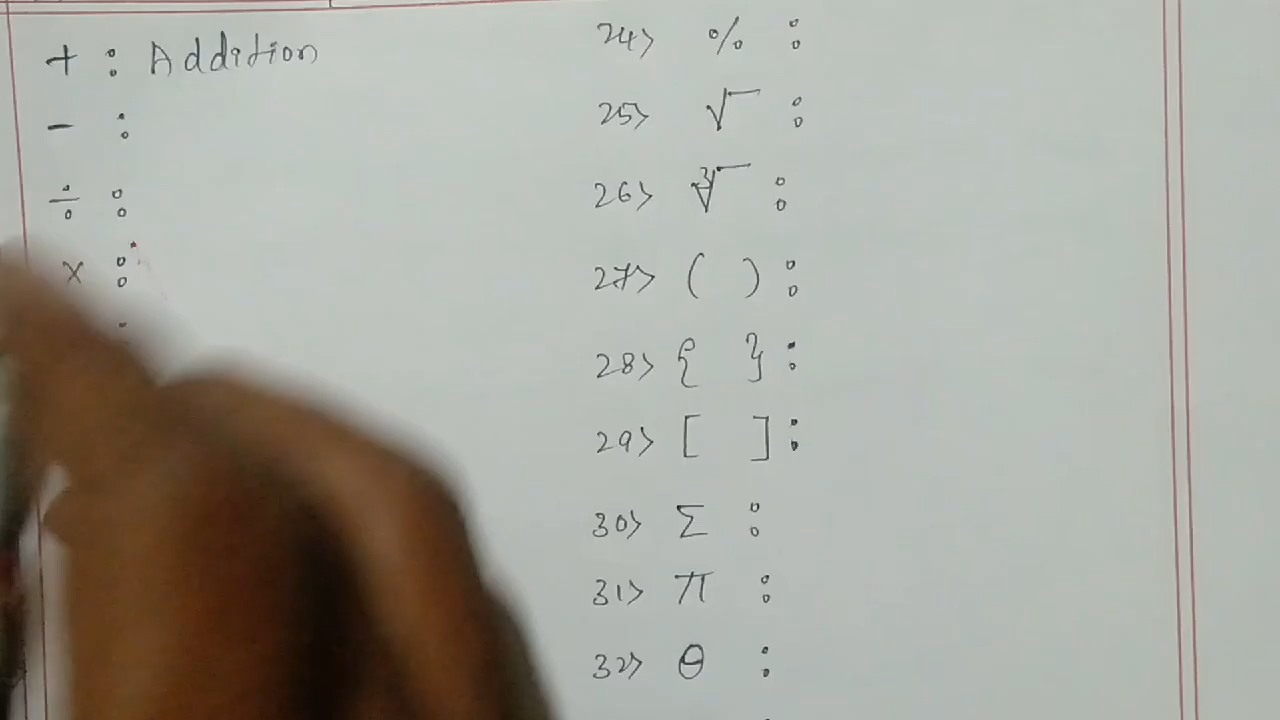 + : Addition
- :
÷ :
× :
24> % :
25> √ :
26> ∛ :
27> ( ) :
28> { } :
29> [ ] :
30> Σ :
31> π :
32> θ :